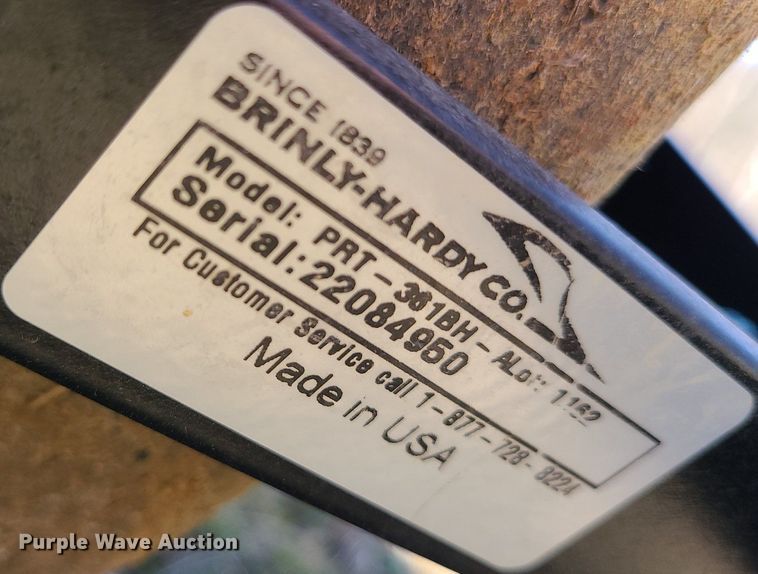 SINCE 1839
BRINLY-HARDY CO.
Model: PRT-361BH-A
Serial: 22084950
For Customer Service call 1-877-728-8224
Made in USA
Purple Wave Auction